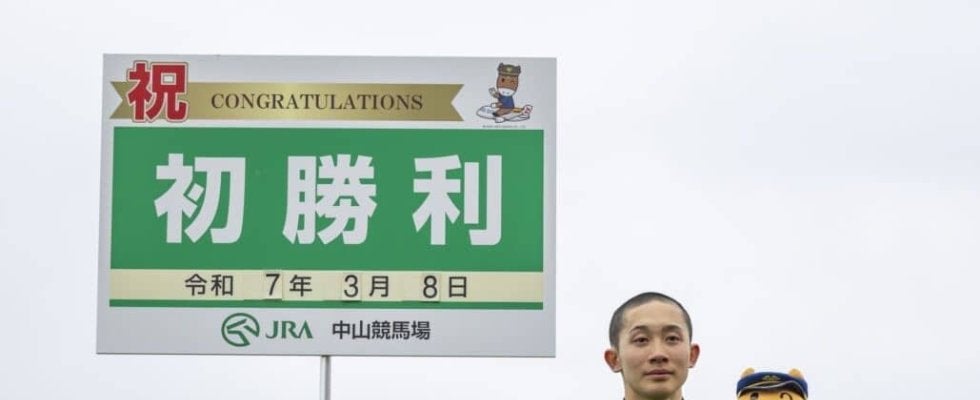 祝 CONGRATULATIONS
初勝利
令和 7年 3月 8日
JRA 中山競馬場